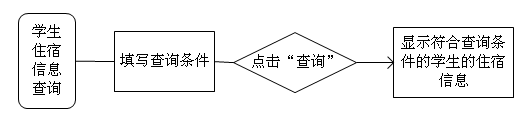 学生
住宿
信息
查询
填写查询条件
点击“查询”
显示符合查询条
件的学生的住宿
信息